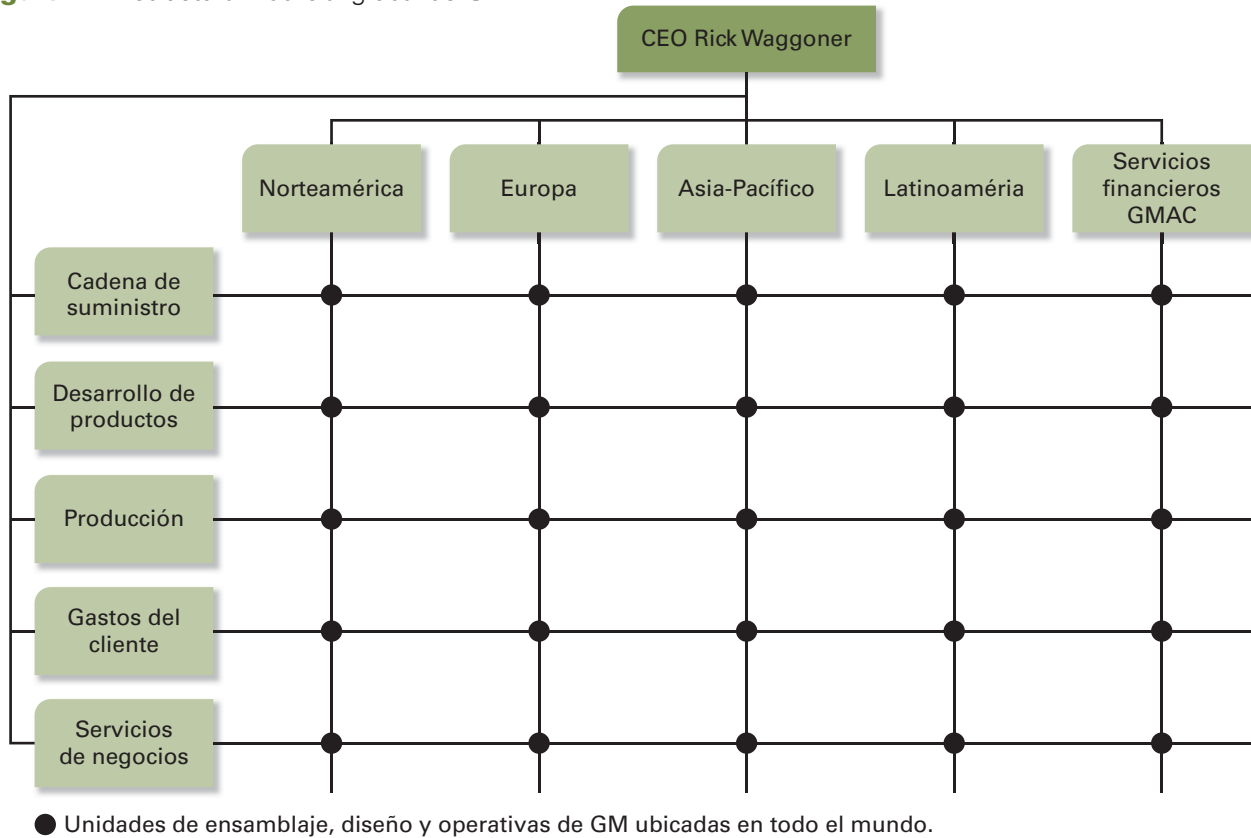 CEO Rick Waggoner
Norteamérica
Europa
Asia-Pacífico
Latinoaméria
Servicios
financieros
GMAC
Cadena de
suministro
Desarrollo de
productos
Producción
Gastos del
cliente
Servicios
de negocios
Unidades de ensamblaje, diseño y operativas de GM ubicadas en todo el mundo.